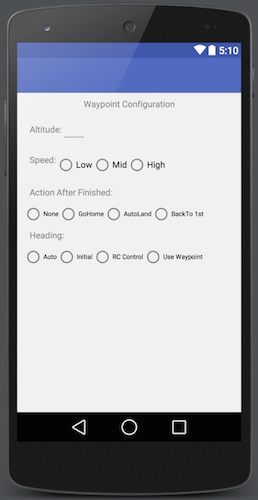 5:10
Waypoint Configuration
Altitude:
Speed: Low Mid High
Action After Finished:
None GoHome AutoLand BackTo 1st
Heading:
Auto Initial RC Control Use Waypoint